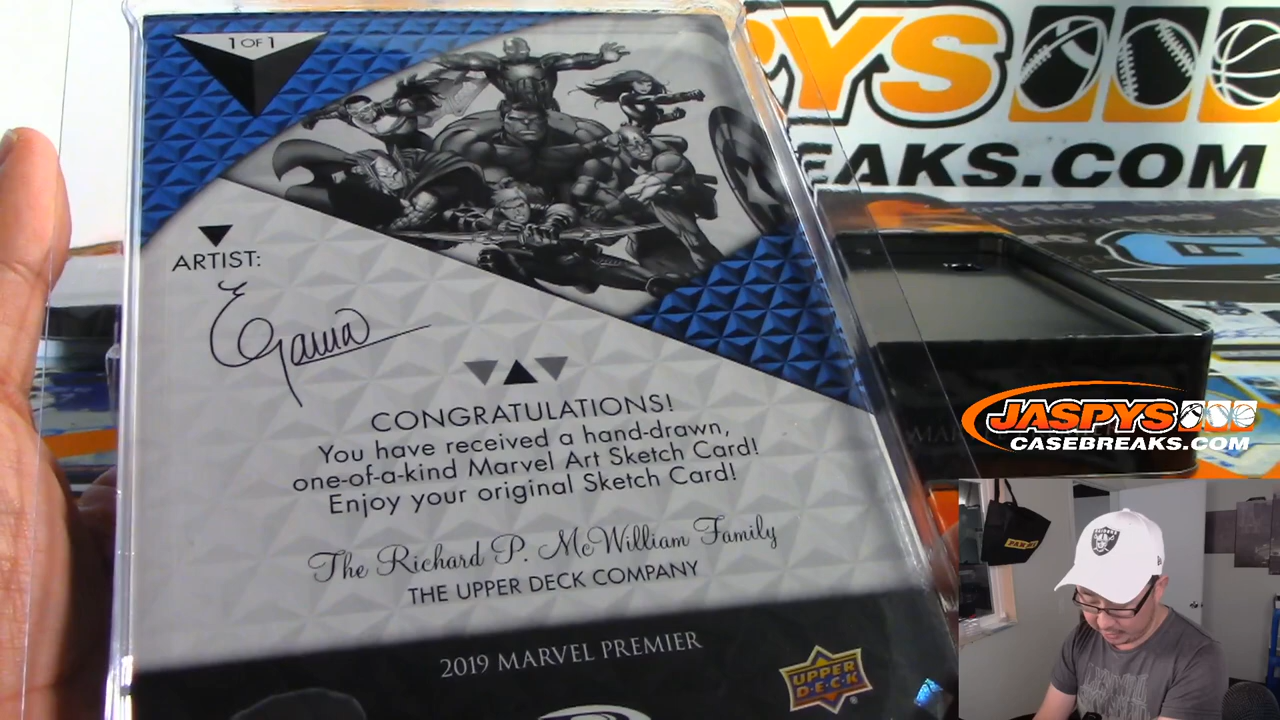 1 OF 1
ARTIST:
CONGRATULATIONS!
You have received a hand-drawn,
one-of-a-kind Marvel Art Sketch Card!
Enjoy your original Sketch Card!
The Richard P. McWilliam Family
THE UPPER DECK COMPANY
2019 MARVEL PREMIER
UPPER
D·E·C·K
PYS
EAKS.COM
JASPYS
CASEBREAKS.COM
RAIDERS